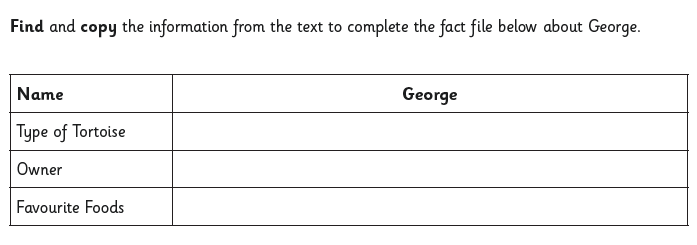 Find and copy the information from the text to complete the fact file below about George.
Name George
Type of Tortoise
Owner
Favourite Foods